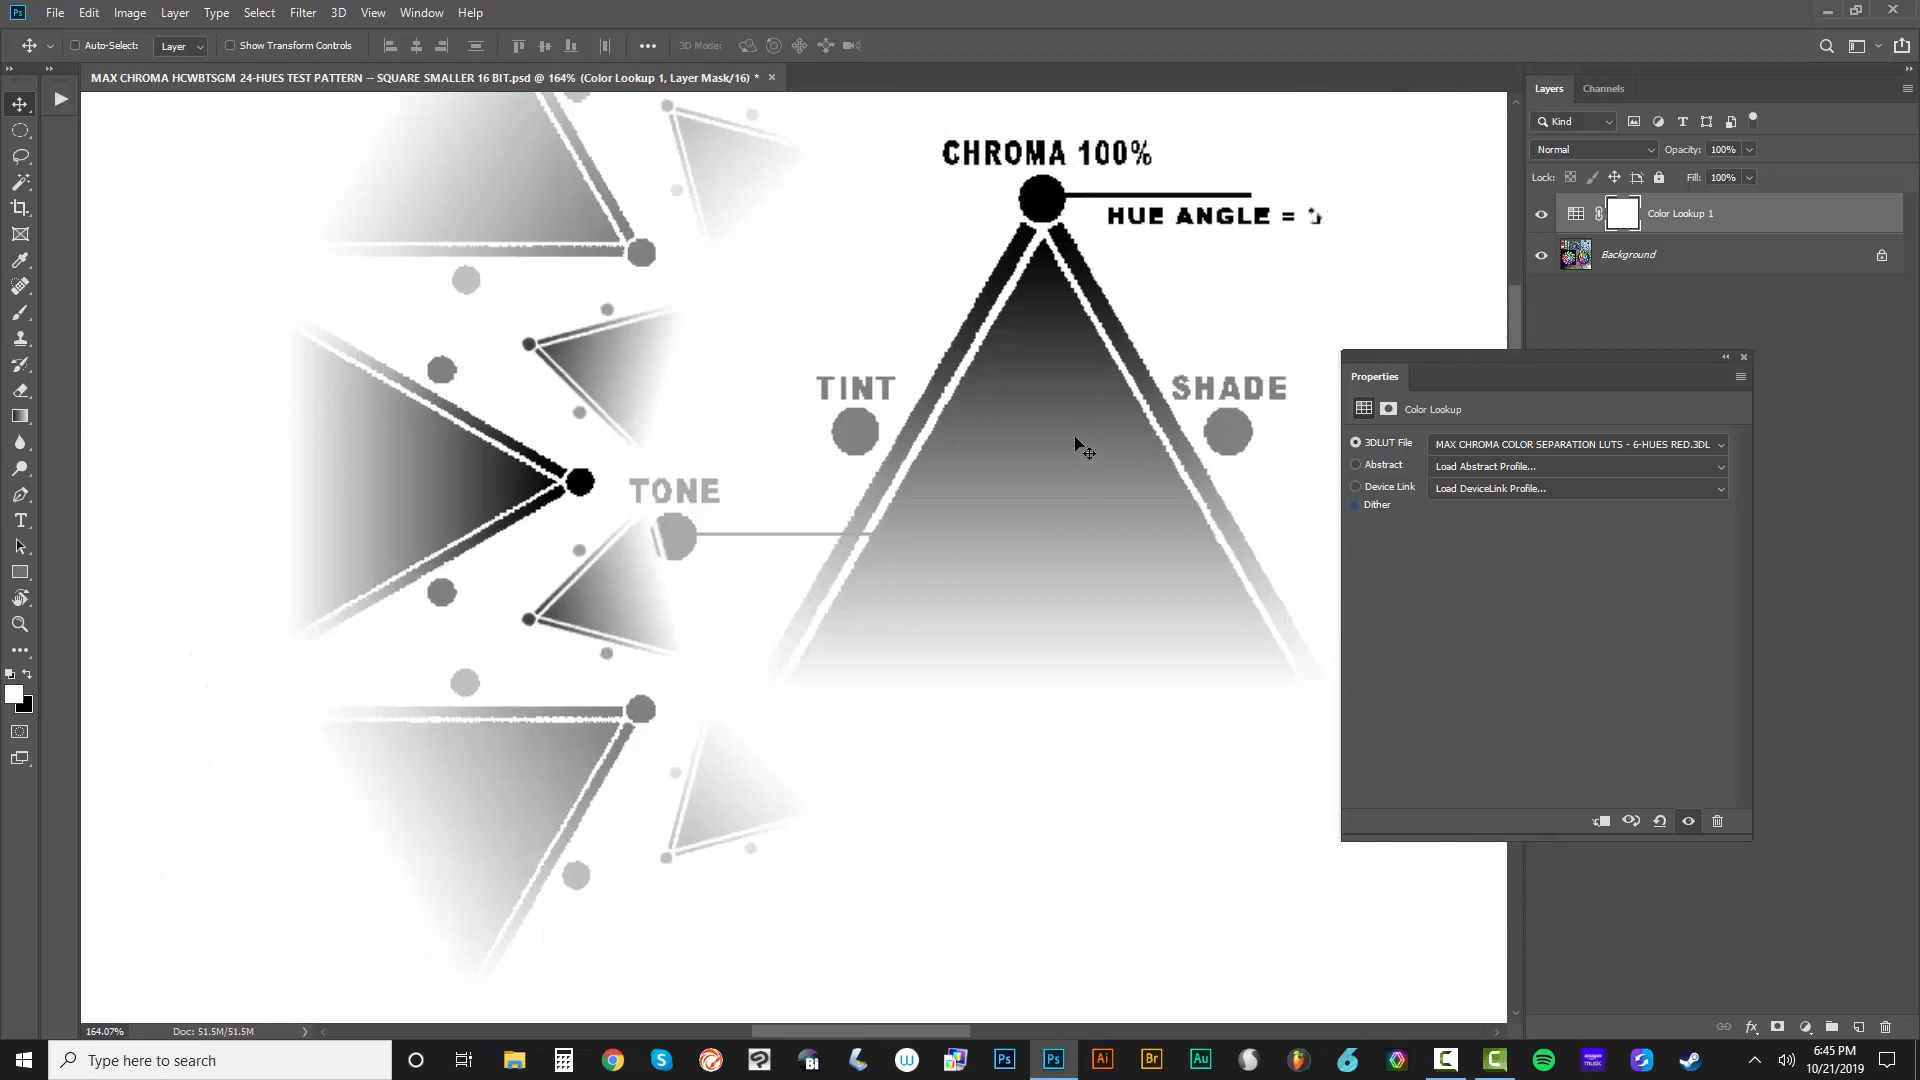 File Edit Image Layer Type Select Filter 3D View Window Help
Auto-Select: Layer Show Transform Controls 3D Mode:
MAX CHROMA HCWBTSGM 24-HUES TEST PATTERN -- SQUARE SMALLER 16 BIT.psd @ 164% (Color Lookup 1, Layer Mask/16) *
Layers Channels
Kind
Normal Opacity: 100%
Lock: Fill: 100%
Color Lookup 1
Background
CHROMA 100%
HUE ANGLE =
TINT
SHADE
TONE
Properties
Color Lookup
3DLUT File MAX CHROMA COLOR SEPARATION LUTS - 6-HUES RED.3DL
Abstract Load Abstract Profile...
Device Link Load DeviceLink Profile...
Dither
164.07% Doc: 51.5M/51.5M
Type here to search
6:45 PM
10/21/2019